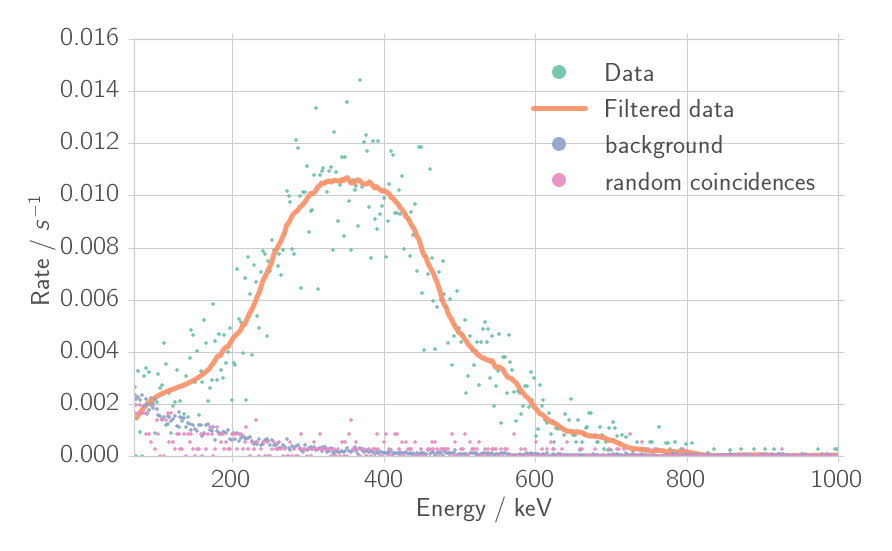 0.016
0.014
0.012
0.010
0.008
0.006
0.004
0.002
0.000
Rate / s⁻¹
Data
Filtered data
background
random coincidences
200
400
600
800
1000
Energy / keV